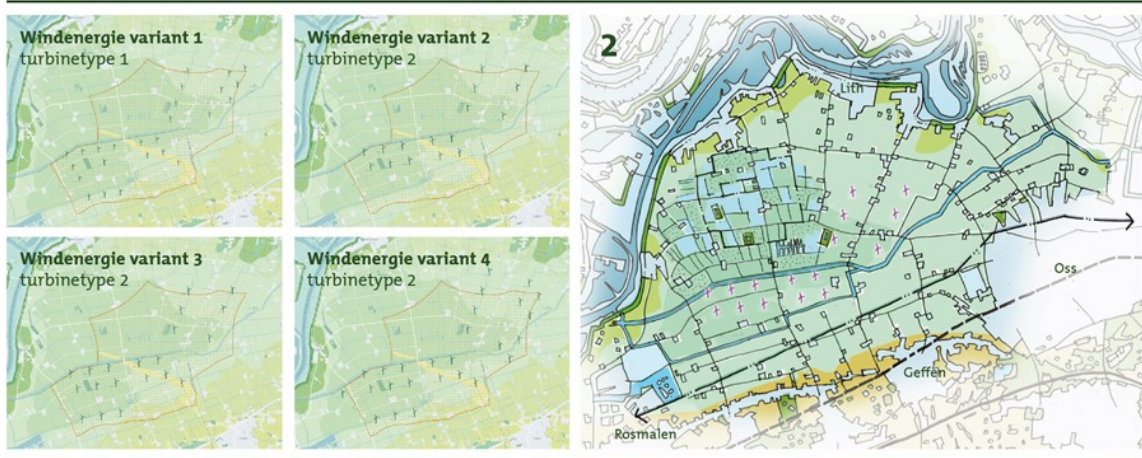 Windenergie variant 1
turbinetype 1
Windenergie variant 2
turbinetype 2
Windenergie variant 3
turbinetype 2
Windenergie variant 4
turbinetype 2
2
Lith
Oss
Geffen
Rosmalen